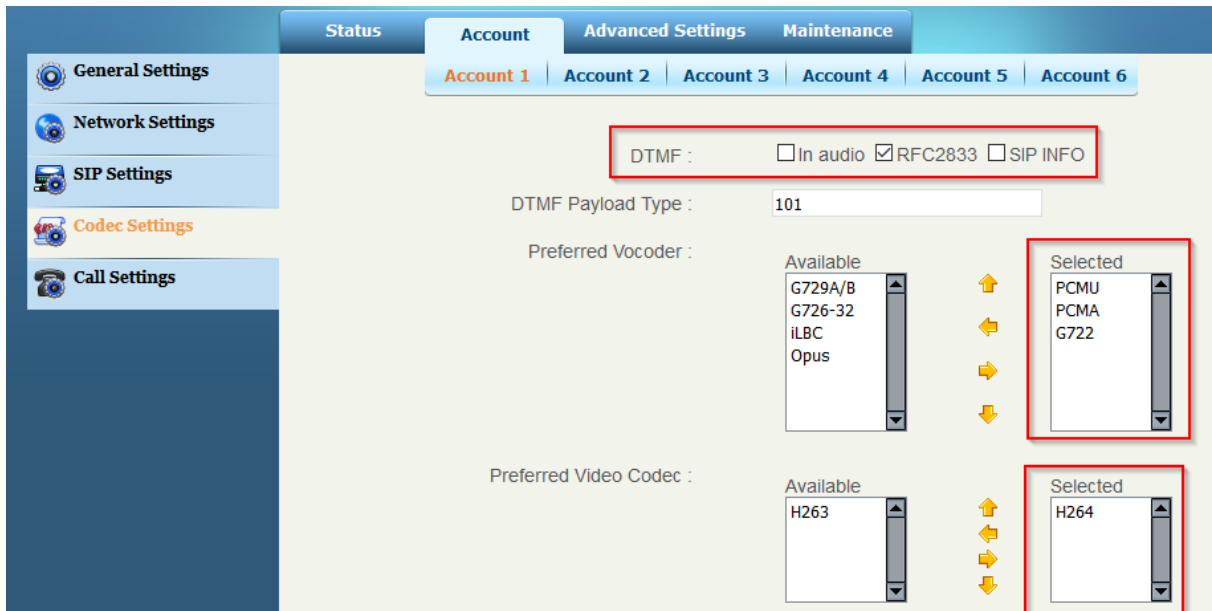 Status Account Advanced Settings Maintenance
Account 1 Account 2 Account 3 Account 4 Account 5 Account 6
General Settings
Network Settings
SIP Settings
Codec Settings
Call Settings
DTMF : In audio RFC2833 SIP INFO
DTMF Payload Type : 101
Preferred Vocoder :
Available
G729A/B
G726-32
iLBC
Opus
Selected
PCMU
PCMA
G722
Preferred Video Codec :
Available
H263
Selected
H264